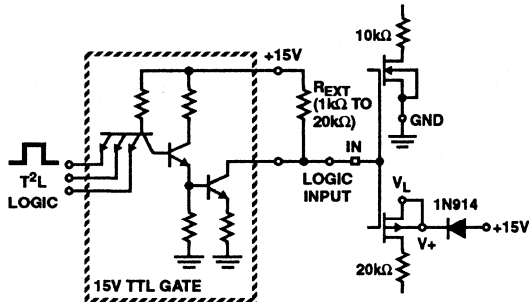 10kΩ
+15V
R_EXT
(1kΩ TO
20kΩ)
GND
IN
T²L
LOGIC
LOGIC
INPUT
V_L
1N914
+15V
V+
20kΩ
15V TTL GATE